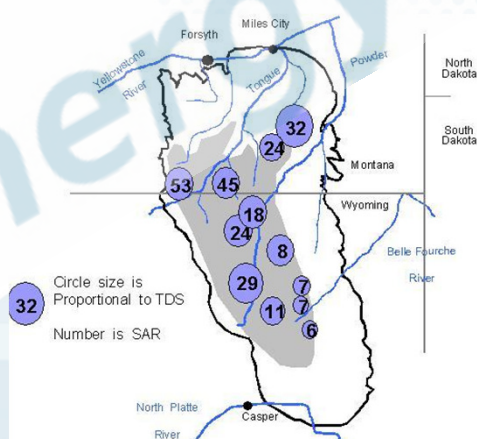 Miles City
Forsyth
Yellowstone
River
Tongue
Powder
North
Dakota
South
Dakota
32
24
Montana
53
45
Wyoming
18
24
8
Belle Fourche
River
29
7
7
11
6
32
Circle size is
Proportional to TDS
Number is SAR
North Platte
River
Casper
nergy